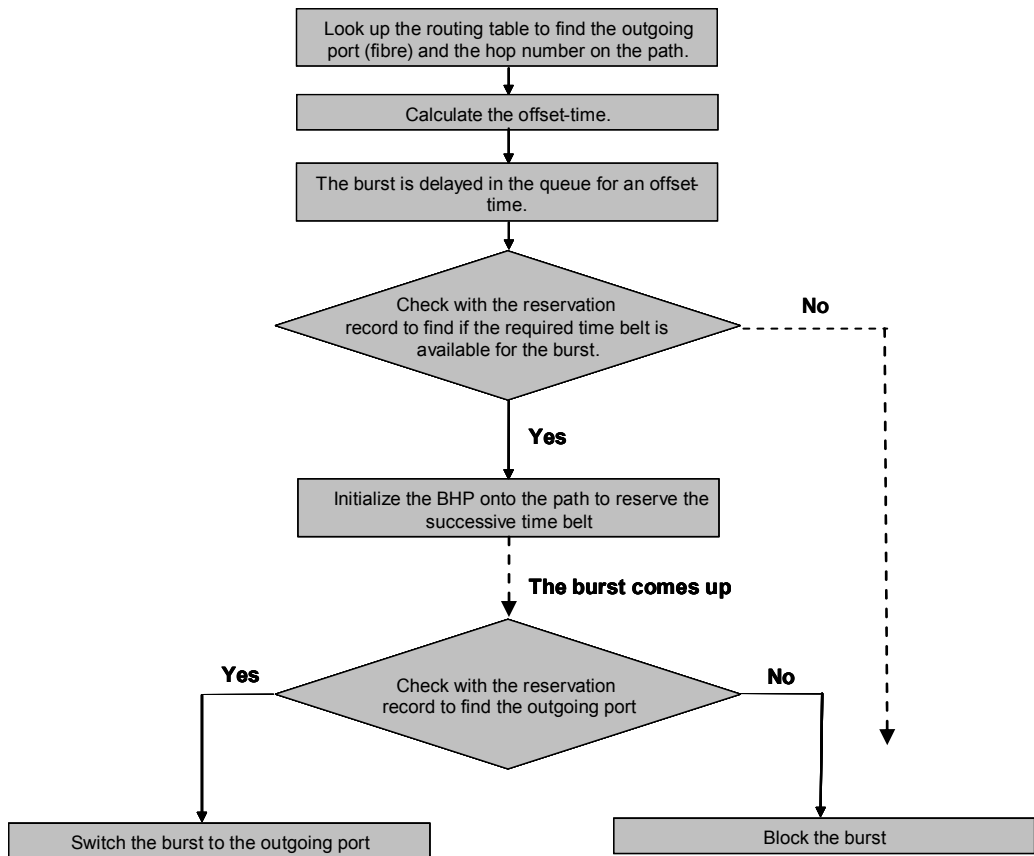 Look up the routing table to find the outgoing
port (fibre) and the hop number on the path.
Calculate the offset-time.
The burst is delayed in the queue for an offset-
time.
Check with the reservation
record to find if the required time belt is
available for the burst.
No
Yes
Initialize the BHP onto the path to reserve the
successive time belt
The burst comes up
Yes
No
Check with the reservation
record to find the outgoing port
Switch the burst to the outgoing port
Block the burst